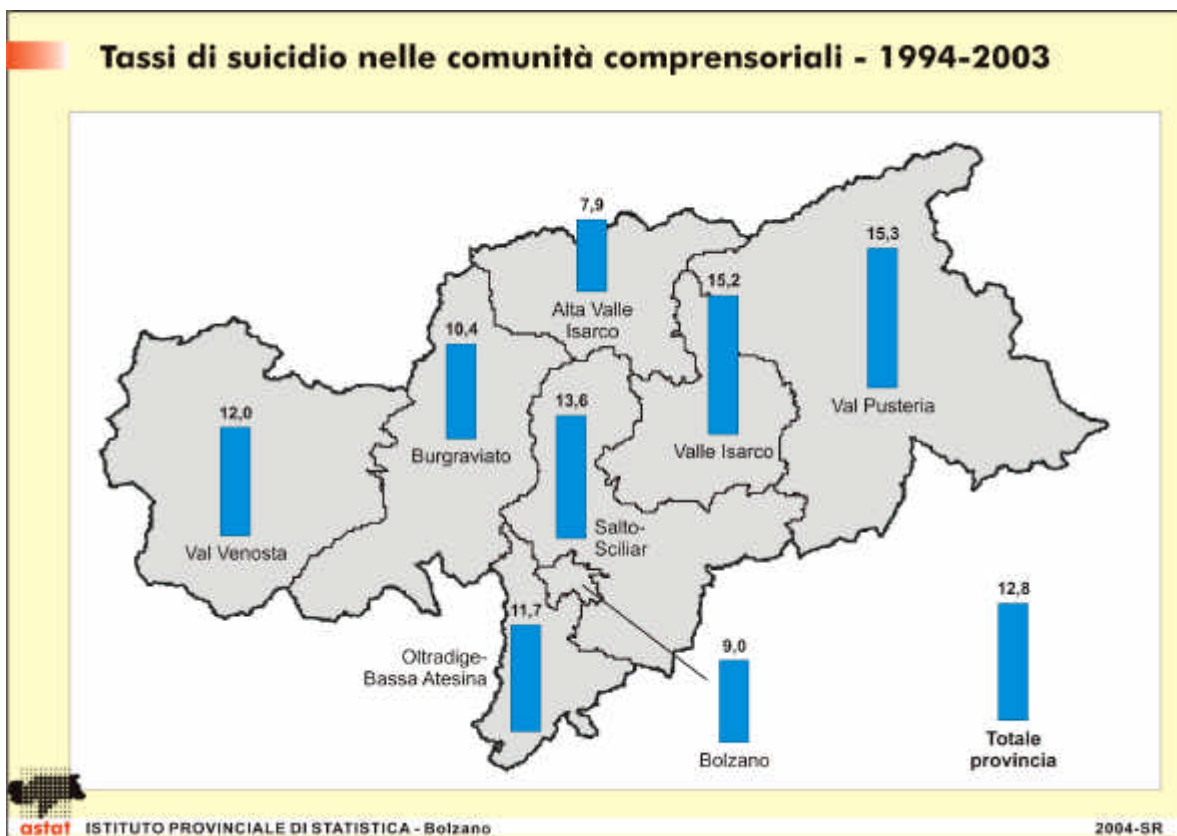 Tassi di suicidio nelle comunità comprensoriali - 1994-2003
7,9
Alta Valle
Isarco
15,3
Val Pusteria
15,2
Valle Isarco
10,4
Burgraviato
12,0
Val Venosta
13,6
Salto-
Sciliar
11,7
Oltradige-
Bassa Atesina
9,0
Bolzano
12,8
Totale
provincia
astat ISTITUTO PROVINCIALE DI STATISTICA - Bolzano
2004-SR